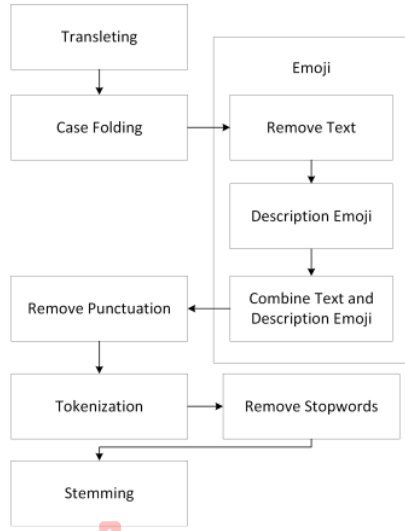 Transleting
Emoji
Case Folding
Remove Text
Description Emoji
Remove Punctuation
Combine Text and
Description Emoji
Tokenization
Remove Stopwords
Stemming